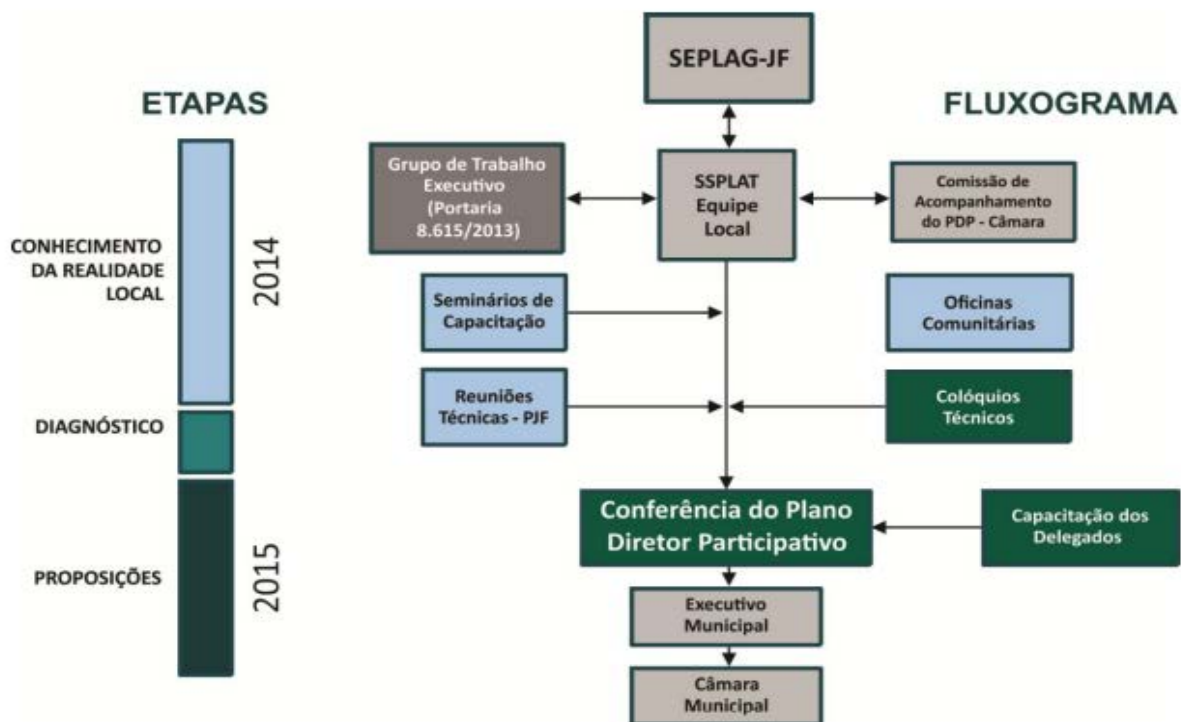 SEPLAG-JF
ETAPAS
FLUXOGRAMA
Grupo de Trabalho
Executivo
(Portaria
8.615/2013)
SSPLAT
Equipe
Local
Comissão de
Acompanhamento
do PDP - Câmara
CONHECIMENTO
DA REALIDADE
LOCAL
2014
Seminários de
Capacitação
Oficinas
Comunitárias
Reuniões
Técnicas - PJF
Colóquios
Técnicos
DIAGNÓSTICO
Conferência do Plano
Diretor Participativo
Capacitação dos
Delegados
PROPOSIÇÕES
2015
Executivo
Municipal
Câmara
Municipal